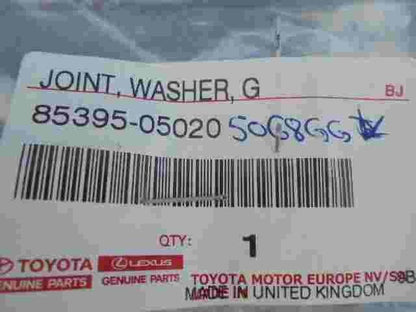 JOINT, WASHER, G
BJ
85395-05020
QTY: 1
TOYOTA LEXUS
GENUINE PARTS GENUINE PARTS
TOYOTA MOTOR EUROPE NV/
MADE IN UNITED KINGDOM